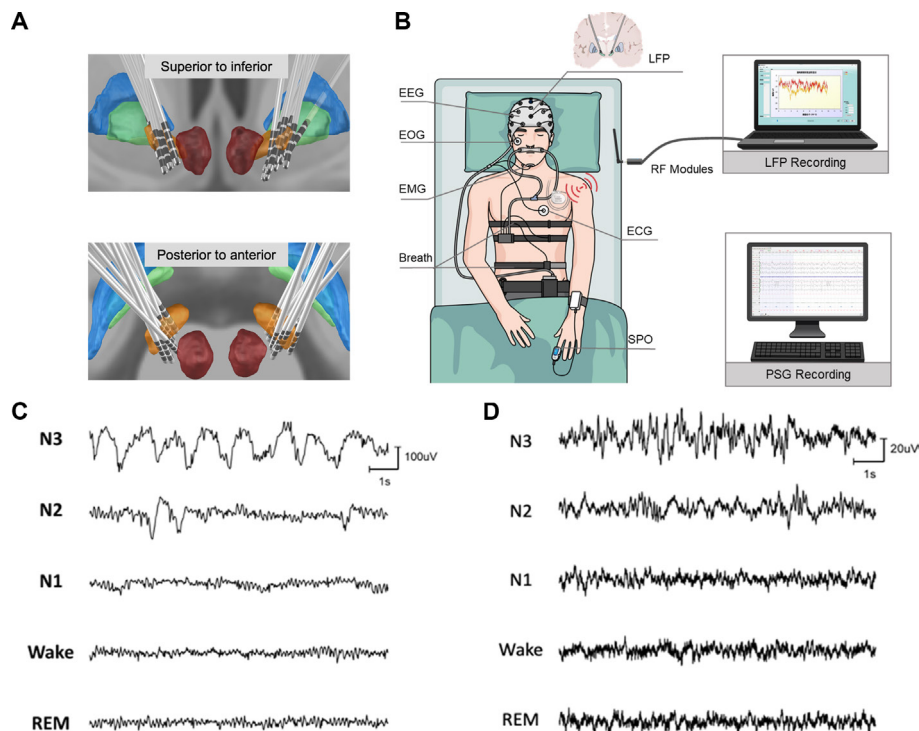 A
Superior to inferior
Posterior to anterior
B
LFP
EEG
EOG
EMG
Breath
ECG
SPO
RF Modules
LFP Recording
PSG Recording
C
N3
100uV
1s
N2
N1
Wake
REM
D
N3
20uV
1s
N2
N1
Wake
REM